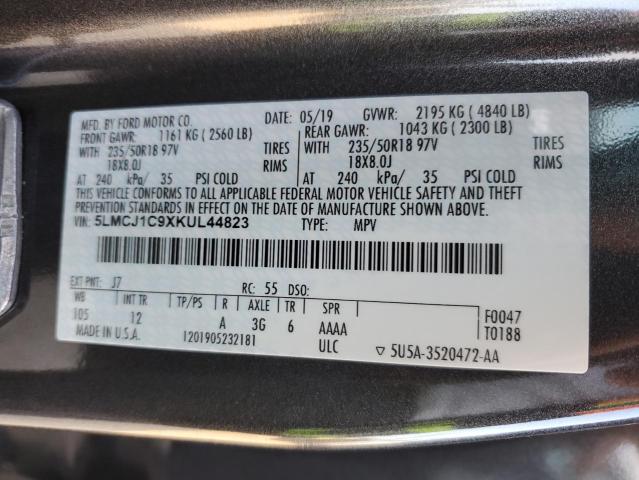 MFD. BY FORD MOTOR CO. 05/19 GVWR: 2195 KG (4840 LB)
FRONT GAWR: 1161 KG (2560 LB) REAR GAWR: 1043 KG (2300 LB)
WITH 235/50R18 97V TIRES WITH 235/50R18 97V TIRES
18X8.0J RIMS 18X8.0J RIMS
AT 240 kPa/ 35 PSI COLD AT 240 kPa/ 35 PSI COLD
THIS VEHICLE CONFORMS TO ALL APPLICABLE FEDERAL MOTOR VEHICLE SAFETY AND THEFT
PREVENTION STANDARDS IN EFFECT ON THE DATE OF MANUFACTURE SHOWN ABOVE.
VIN: 5LMCJ1C9XKUL44823 TYPE: MPV
EXT PNT: J7 RC: 55 DSO:
WB INT TR TP/PS R AXLE TR SPR F0047
105 12 A 3G 6 AAAA T0188
MADE IN U.S.A. 1201905232181 ULC ▽ 5U5A-3520472-AA